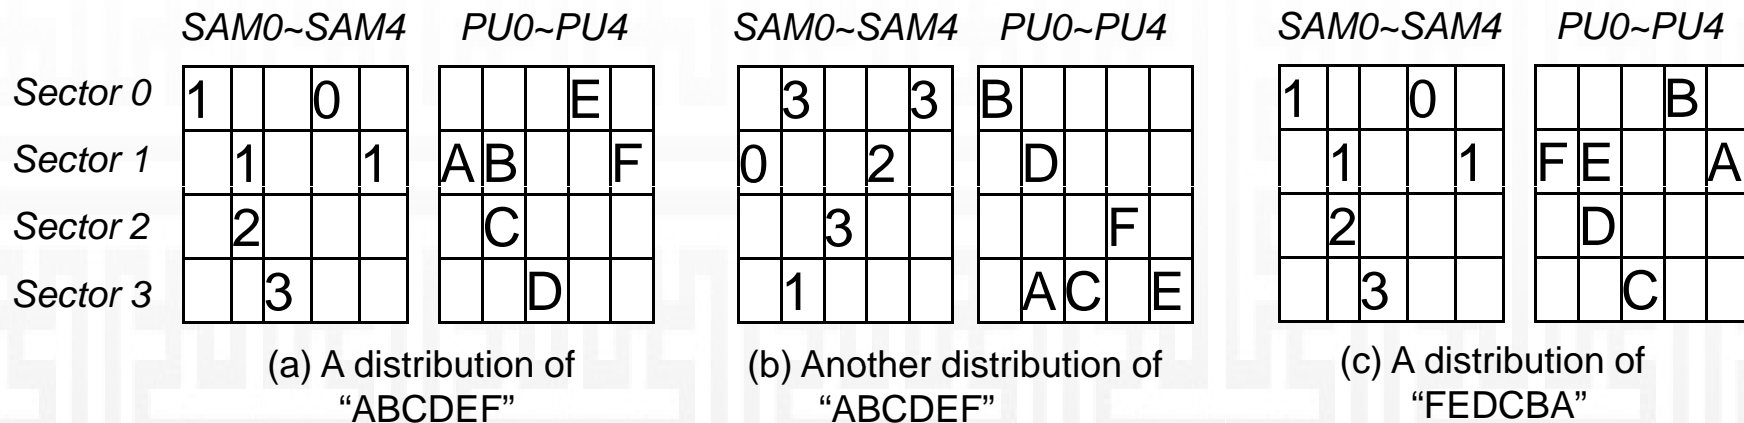 SAM0~SAM4 PU0~PU4 SAM0~SAM4 PU0~PU4 SAM0~SAM4 PU0~PU4
Sector 0 1 0 E 3 3 B 1 0 B
Sector 1 1 1 A B F 0 2 D 1 1 F E A
Sector 2 2 C 3 F 2 D
Sector 3 3 D 1 A C E 3 C
(a) A distribution of
“ABCDEF”
(b) Another distribution of
“ABCDEF”
(c) A distribution of
“FEDCBA”